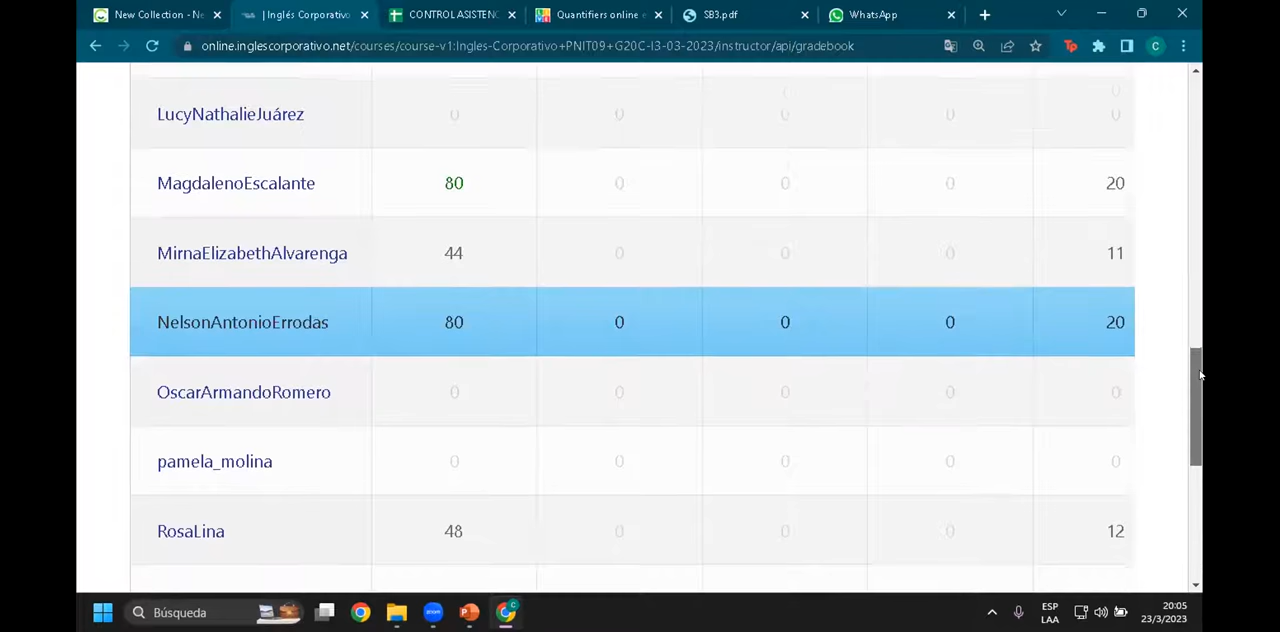 New Collection - Ne
| Inglés Corporativo
CONTROL ASISTENC
Quantifiers online e
SB3.pdf
WhatsApp
online.inglescorporativo.net/courses/course-v1:Ingles-Corporativo+PNIT09+G20C-I3-03-2023/instructor/api/gradebook
C
0
LucyNathalieJuárez 0 0 0 0 0
MagdalenoEscalante 80 0 0 0 20
MirnaElizabethAlvarenga 44 0 0 0 11
NelsonAntonioErrodas 80 0 0 0 20
OscarArmandoRomero 0 0 0 0 0
pamela_molina 0 0 0 0 0
RosaLina 48 0 0 0 12
Búsqueda
zoom
ESP
LAA
20:05
23/3/2023